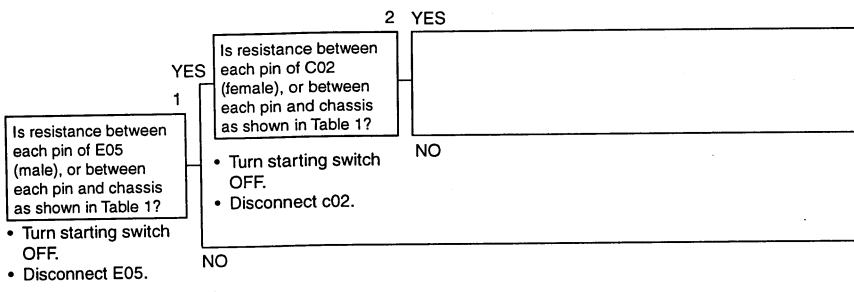 2 YES
Is resistance between
each pin of C02
(female), or between
each pin and chassis
as shown in Table 1?
YES
1
Is resistance between
each pin of E05
(male), or between
each pin and chassis
as shown in Table 1?
NO
• Turn starting switch
OFF.
• Disconnect c02.
• Turn starting switch
OFF.
• Disconnect E05.
NO